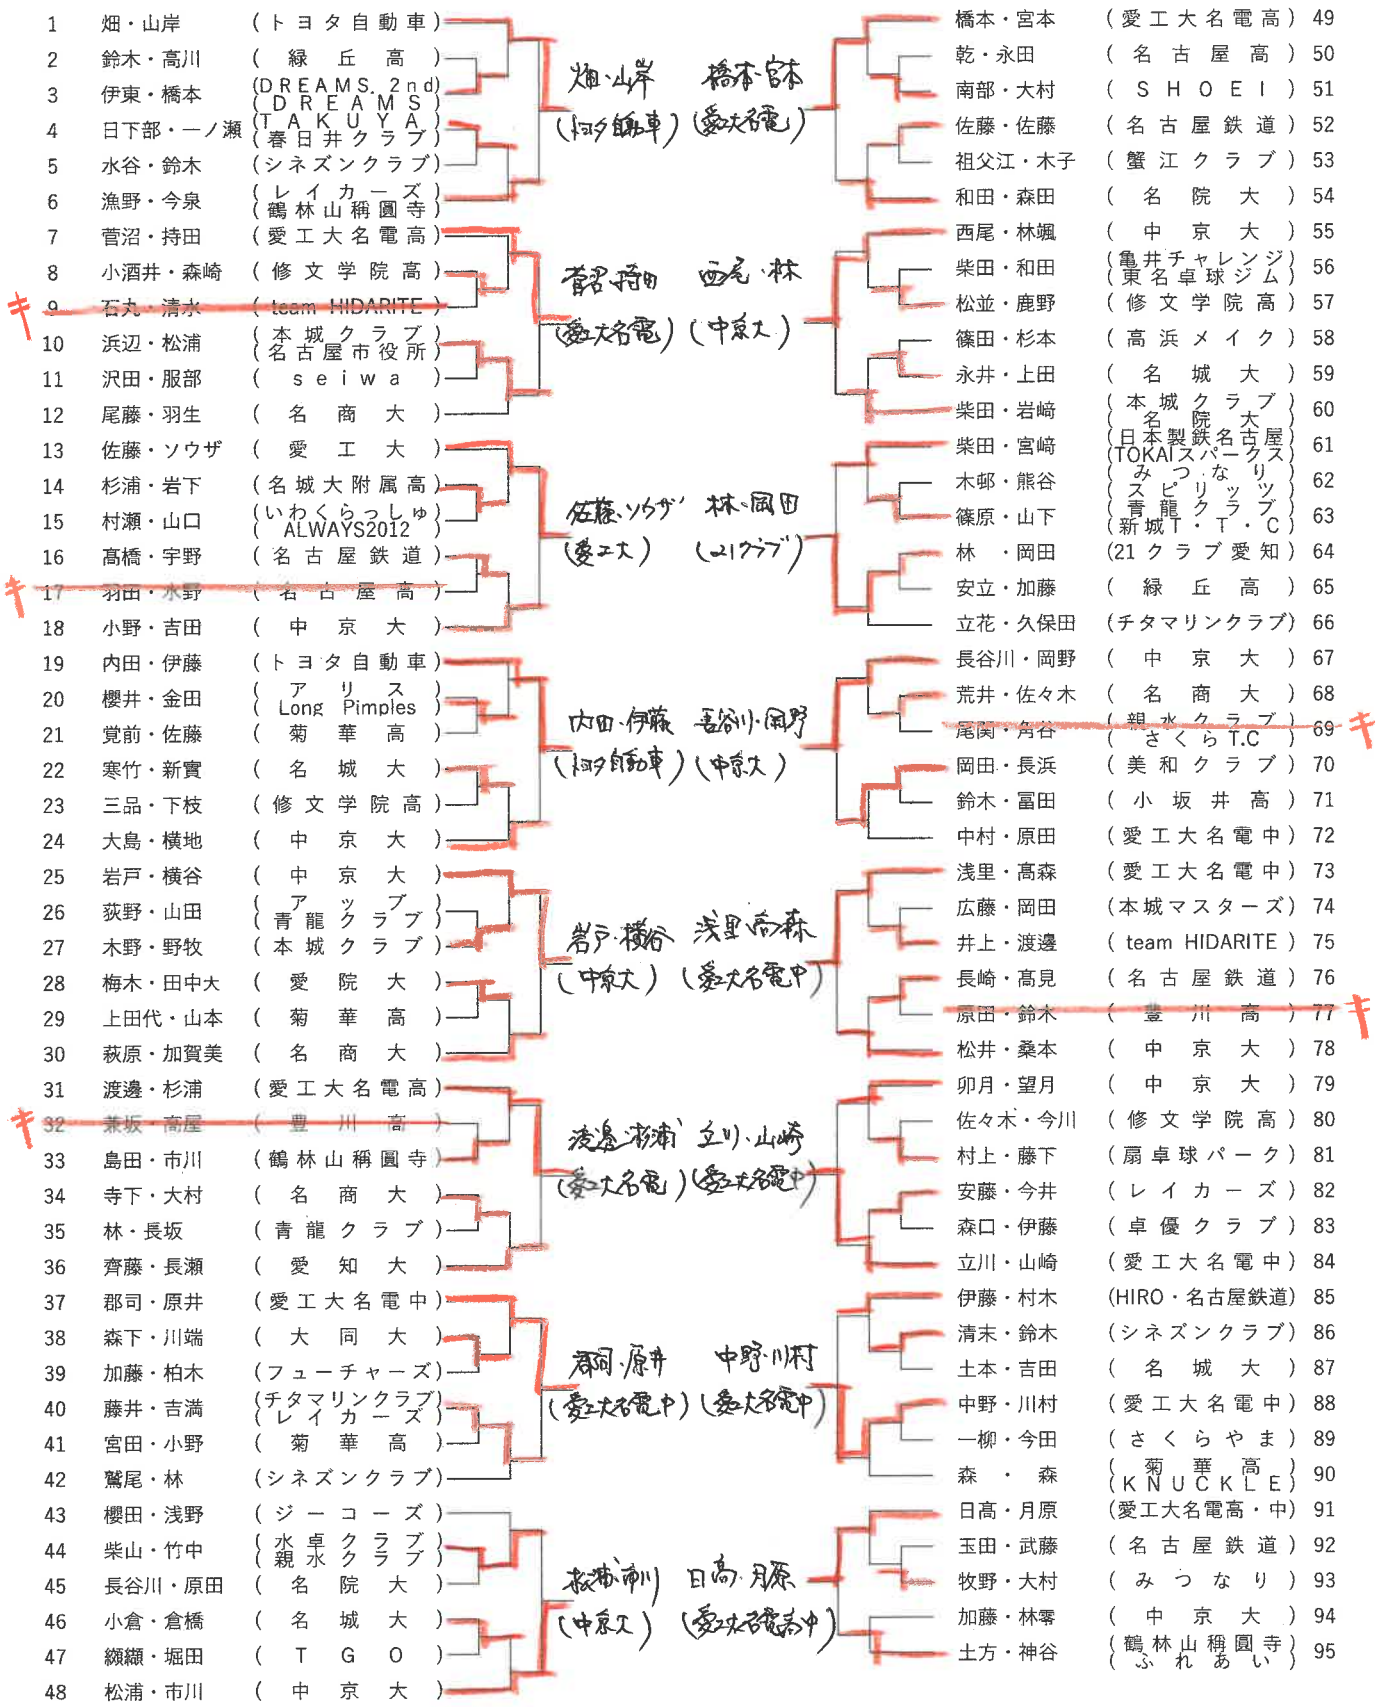 1 畑・山岸 (トヨタ自動車)
2 鈴木・高川 (緑丘高)
3 伊東・橋本 (DREAMS. 2nd) (DREAMS)
4 日下部・一ノ瀬 (TAKUYA) (春日井クラブ)
5 水谷・鈴木 (シネズンクラブ)
6 漁野・今泉 (レイカーズ) (鶴林山稱圓寺)
7 菅沼・持田 (愛工大名電高)
8 小酒井・森崎 (修文学院高)
キ 9 石丸・清水 (team HIDARITE)
10 浜辺・松浦 (本城クラブ) (名古屋市役所)
11 沢田・服部 (seiwa)
12 尾藤・羽生 (名商大)
13 佐藤・ソウザ (愛工大)
14 杉浦・岩下 (名城大附属高)
15 村瀬・山口 (いわくらっしゅ) (ALWAYS2012)
16 髙橋・宇野 (名古屋鉄道)
キ 17 羽田・水野 (名古屋高)
18 小野・吉田 (中京大)
19 内田・伊藤 (トヨタ自動車)
20 櫻井・金田 (アリス) (Long Pimples)
21 覚前・佐藤 (菊華高)
22 寒竹・新實 (名城大)
23 三品・下枝 (修文学院高)
24 大島・横地 (中京大)
25 岩戸・横谷 (中京大)
26 荻野・山田 (アップ) (青龍クラブ)
27 木野・野牧 (本城クラブ)
28 梅木・田中大 (愛院大)
29 上田代・山本 (菊華高)
30 萩原・加賀美 (名商大)
31 渡邊・杉浦 (愛工大名電高)
キ 32 兼坂・高屋 (豊川高)
33 島田・市川 (鶴林山稱圓寺)
34 寺下・大村 (名商大)
35 林・長坂 (青龍クラブ)
36 齊藤・長瀬 (愛知大)
37 郡司・原井 (愛工大名電中)
38 森下・川端 (大同大)
39 加藤・柏木 (フューチャーズ)
40 藤井・吉満 (チタマリンクラブ) (レイカーズ)
41 宮田・小野 (菊華高)
42 鷲尾・林 (シネズンクラブ)
43 櫻田・浅野 (ジーコーズ)
44 柴山・竹中 (水卓クラブ) (親水クラブ)
45 長谷川・原田 (名院大)
46 小倉・倉橋 (名城大)
47 纐纈・堀田 (TGO)
48 松浦・市川 (中京大)
畑・山岸
(トヨタ自動車)
菅沼・持田
(愛工大名電)
佐藤・ソウザ
(愛工大)
内田・伊藤
(トヨタ自動車)
岩戸・横谷
(中京大)
渡邊・杉浦
(愛工大名電)
郡司・原井
(愛工大名電中)
松浦・市川
(中京大)
橋本・宮本
(愛工大名電)
西尾・林
(中京大)
林・岡田
(21クラブ)
長谷川・岡野
(中京大)
浅里・高森
(愛工大名電中)
立川・山崎
(愛工大名電中)
中野・川村
(愛工大名電中)
日高・月原
(愛工大名電高中)
橋本・宮本 (愛工大名電高) 49
乾・永田 (名古屋高) 50
南部・大村 (SHOEI) 51
佐藤・佐藤 (名古屋鉄道) 52
祖父江・木子 (蟹江クラブ) 53
和田・森田 (名院大) 54
西尾・林颯 (中京大) 55
柴田・和田 (亀井チャレンジ) (東名卓球ジム) 56
松並・鹿野 (修文学院高) 57
篠田・杉本 (高浜メイク) 58
永井・上田 (名城大) 59
柴田・岩﨑 (本城クラブ) (名院大) 60
柴田・宮﨑 (日本製鉄名古屋) (TOKAIスパークス) 61
木邨・熊谷 (みつなり) (スピリッツ) 62
篠原・山下 (青龍クラブ) (新城T・T・C) 63
林・岡田 (21クラブ愛知) 64
安立・加藤 (緑丘高) 65
立花・久保田 (チタマリンクラブ) 66
長谷川・岡野 (中京大) 67
荒井・佐々木 (名商大) 68
尾関・角谷 (親水クラブ) (さくらT.C) 69 キ
岡田・長浜 (美和クラブ) 70
鈴木・冨田 (小坂井高) 71
中村・原田 (愛工大名電中) 72
浅里・髙森 (愛工大名電中) 73
広藤・岡田 (本城マスターズ) 74
井上・渡邊 (team HIDARITE) 75
長崎・髙見 (名古屋鉄道) 76
原田・鈴木 (豊川高) 77 キ
松井・桑本 (中京大) 78
卯月・望月 (中京大) 79
佐々木・今川 (修文学院高) 80
村上・藤下 (扇卓球パーク) 81
安藤・今井 (レイカーズ) 82
森口・伊藤 (卓優クラブ) 83
立川・山崎 (愛工大名電中) 84
伊藤・村木 (HIRO・名古屋鉄道) 85
清末・鈴木 (シネズンクラブ) 86
土本・吉田 (名城大) 87
中野・川村 (愛工大名電中) 88
一柳・今田 (さくらやま) 89
森・森 (菊華高) (KNUCKLE) 90
日髙・月原 (愛工大名電高・中) 91
玉田・武藤 (名古屋鉄道) 92
牧野・大村 (みつなり) 93
加藤・林零 (中京大) 94
土方・神谷 (鶴林山稱圓寺) (ふれあい) 95